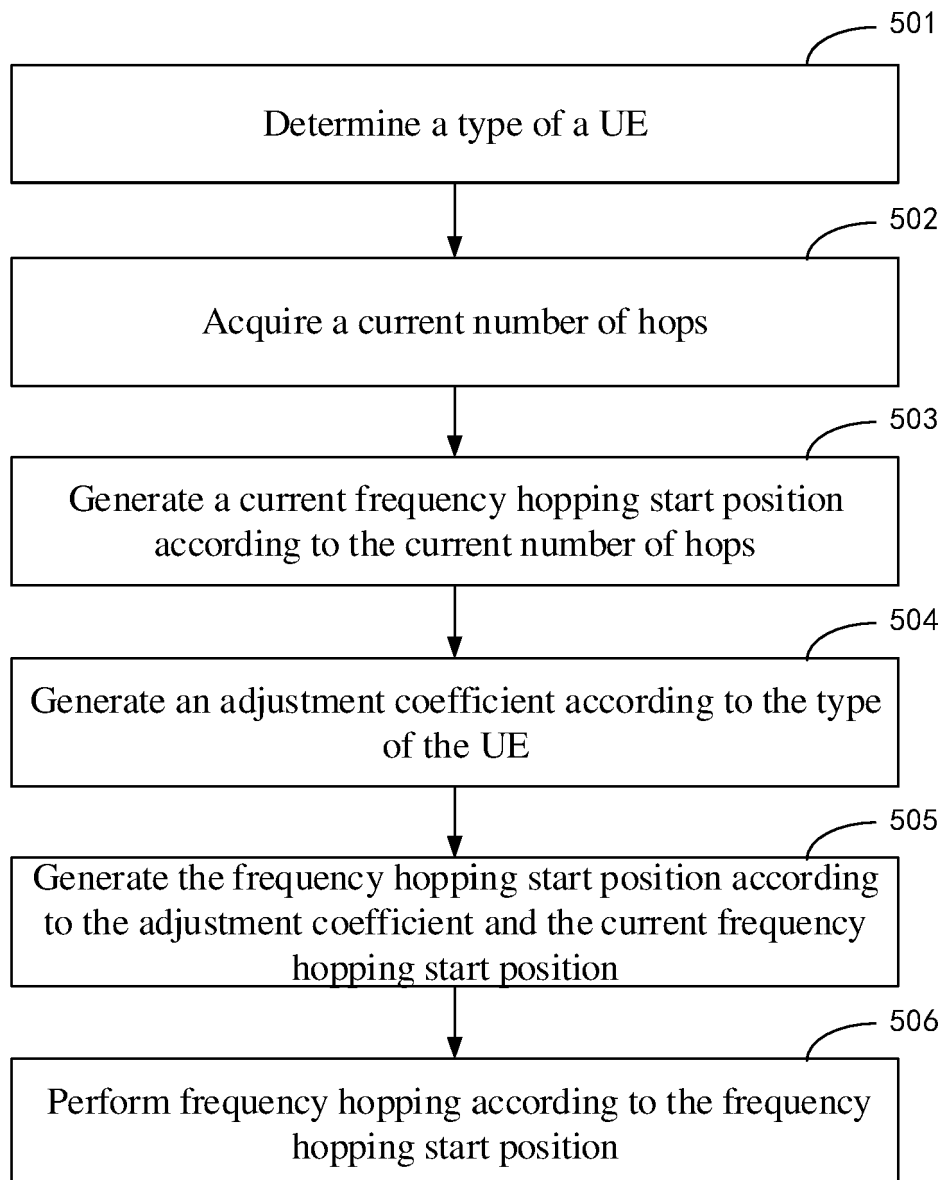 501
Determine a type of a UE
502
Acquire a current number of hops
503
Generate a current frequency hopping start position
according to the current number of hops
504
Generate an adjustment coefficient according to the type
of the UE
505
Generate the frequency hopping start position according
to the adjustment coefficient and the current frequency
hopping start position
506
Perform frequency hopping according to the frequency
hopping start position